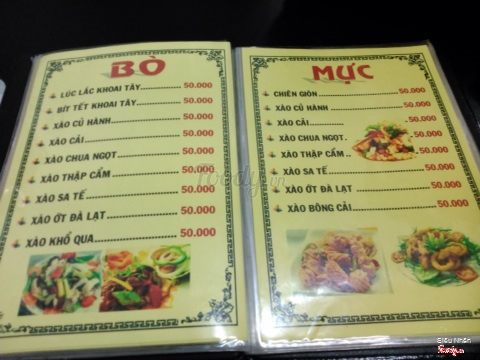 BÒ
LÚC LẮC KHOAI TÂY 50.000
BÍT TẾT KHOAI TÂY 50.000
XÀO CỦ HÀNH 50.000
XÀO CẢI 50.000
XÀO CHUA NGỌT 50.000
XÀO THẬP CẨM 50.000
XÀO SA TẾ 50.000
XÀO ỚT ĐÀ LẠT 50.000
XÀO KHỔ QUA 50.000
MỰC
CHIÊN GIÒN 50.000
XÀO CỦ HÀNH 50.000
XÀO CẢI 50.000
XÀO CHUA NGỌT 50.000
XÀO THẬP CẨM 50.000
XÀO SA TẾ 50.000
XÀO ỚT ĐÀ LẠT 50.000
XÀO BÔNG CẢI 50.000
foody.vn
Siêu Nhân